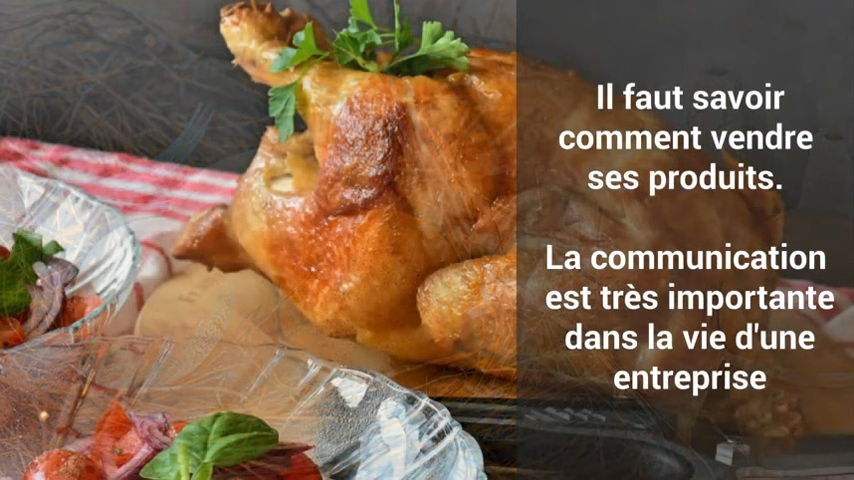 Il faut savoir
comment vendre
ses produits.
La communication
est très importante
dans la vie d'une
entreprise